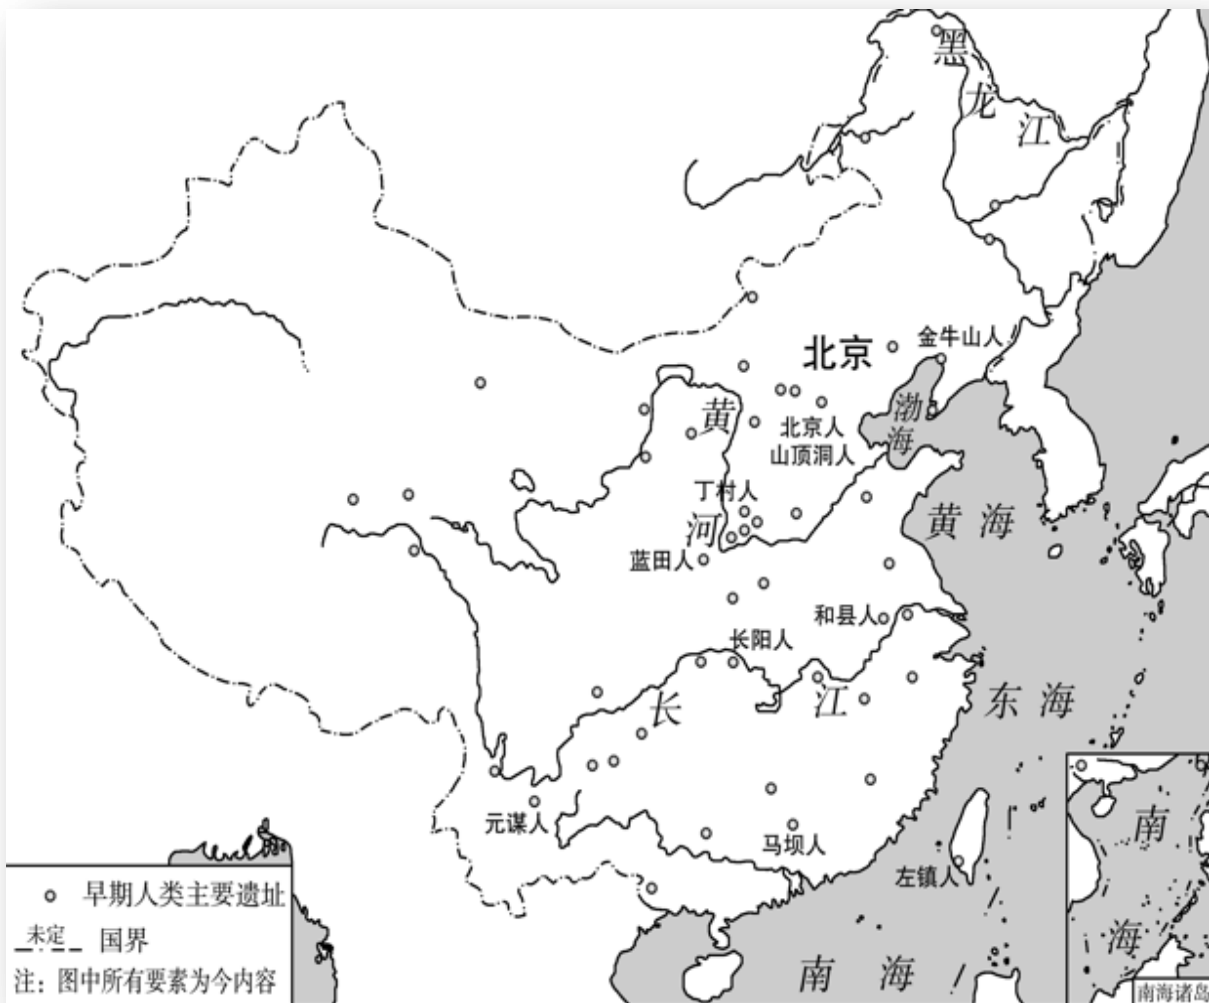 黑龙江
北京
金牛山人
渤海
黄河
北京人
山顶洞人
丁村人
黄海
蓝田人
和县人
长阳人
长江
东海
元谋人
马坝人
左镇人
南海
南海
南海诸岛
早期人类主要遗址
未定
国界
注：图中所有要素为今内容